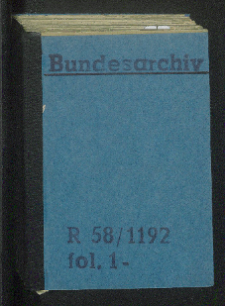 Bundesarchiv
R 58/1192
fol. 1-